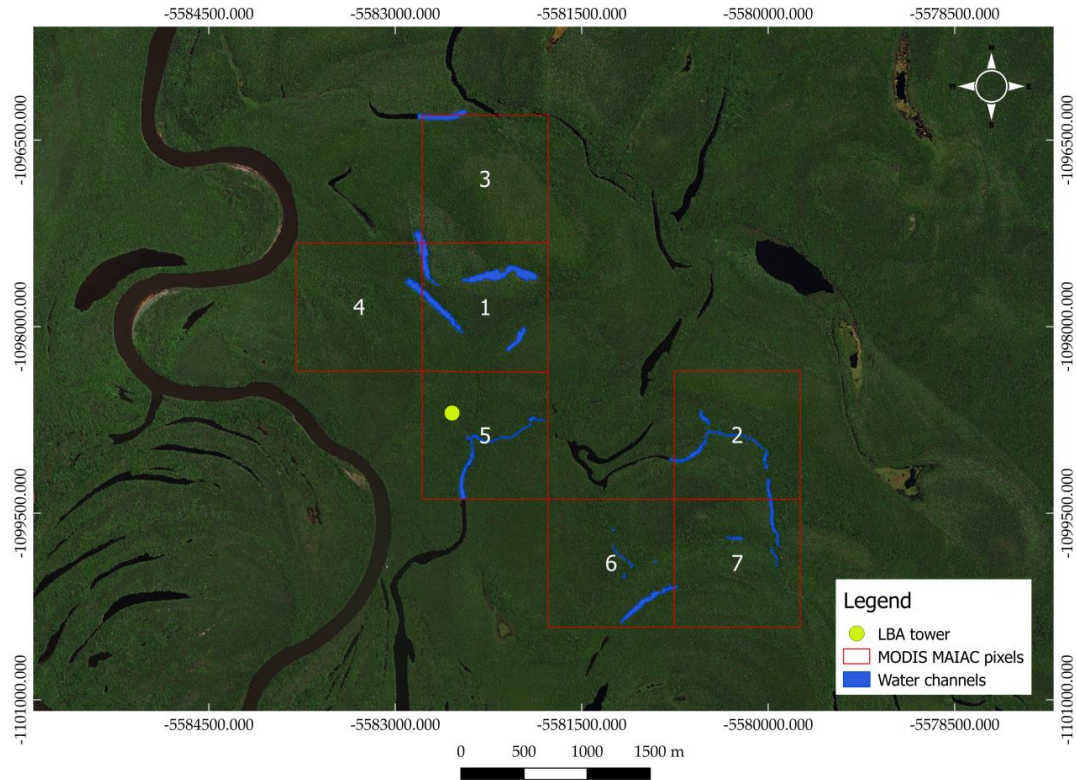 -5584500.000 -5583000.000 -5581500.000 -5580000.000 -5578500.000
N
W E
S
-1096500.000 -1096500.000
3
4 1
-1098000.000 -1098000.000
5 2
-1099500.000 -1099500.000
6 7
Legend
LBA tower
MODIS MAIAC pixels
Water channels
-1101000.000 -1101000.000
-5584500.000 -5583000.000 -5581500.000 -5580000.000 -5578500.000
0 500 1000 1500 m